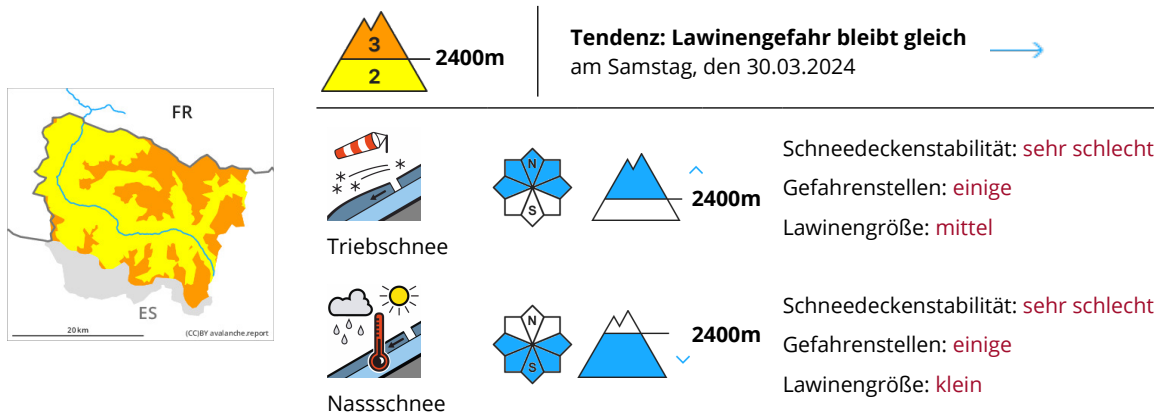 3
2
2400m
Tendenz: Lawinengefahr bleibt gleich
am Samstag, den 30.03.2024
FR
ES
20 km
(CC)BY avalanche.report
N
S
2400m
Triebschnee
Schneedeckenstabilität: sehr schlecht
Gefahrenstellen: einige
Lawinengröße: mittel
N
S
2400m
Nassschnee
Schneedeckenstabilität: sehr schlecht
Gefahrenstellen: einige
Lawinengröße: klein